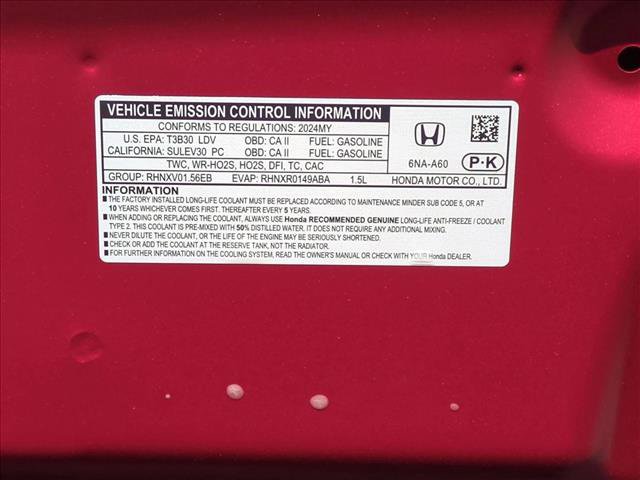 VEHICLE EMISSION CONTROL INFORMATION
CONFORMS TO REGULATIONS: 2024MY
U.S. EPA: T3B30 LDV OBD: CA II FUEL: GASOLINE
CALIFORNIA: SULEV30 PC OBD: CA II FUEL: GASOLINE
TWC, WR-HO2S, HO2S, DFI, TC, CAC
6NA-A60 P·K
GROUP: RHNXV01.56EB EVAP: RHNXR0149ABA 1.5L HONDA MOTOR CO., LTD.
INFORMATION
■ THE FACTORY INSTALLED LONG-LIFE COOLANT MUST BE REPLACED ACCORDING TO MAINTENANCE MINDER SUB CODE 5, OR AT
10 YEARS WHICHEVER COMES FIRST. THEREAFTER EVERY 5 YEARS.
■ WHEN ADDING OR REPLACING THE COOLANT, ALWAYS USE Honda RECOMMENDED GENUINE LONG-LIFE ANTI-FREEZE / COOLANT
TYPE 2. THIS COOLANT IS PRE-MIXED WITH 50% DISTILLED WATER. IT DOES NOT REQUIRE ANY ADDITIONAL MIXING.
■ NEVER DILUTE THE COOLANT, OR THE LIFE OF THE ENGINE MAY BE SERIOUSLY SHORTENED.
■ CHECK OR ADD THE COOLANT AT THE RESERVE TANK, NOT THE RADIATOR.
■ FOR FURTHER INFORMATION ON THE COOLING SYSTEM, READ THE OWNER'S MANUAL OR CHECK WITH YOUR Honda DEALER.